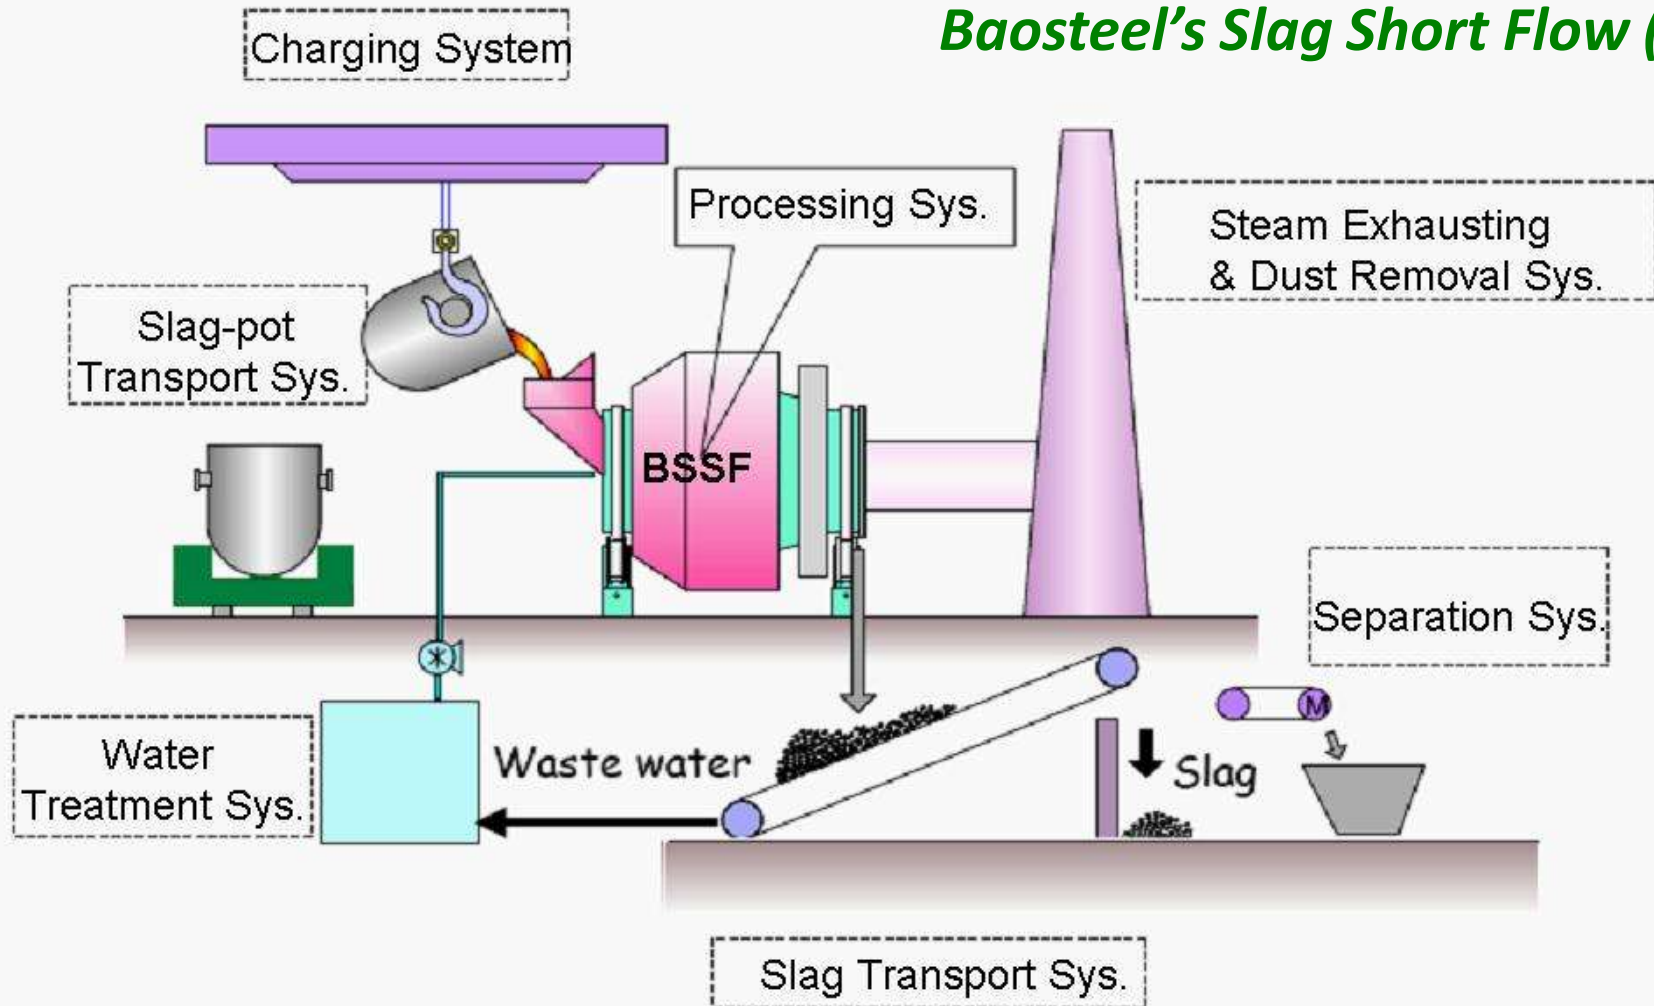 Baosteel's Slag Short Flow (
Charging System
Processing Sys.
Steam Exhausting
& Dust Removal Sys.
Slag-pot
Transport Sys.
BSSF
Separation Sys.
M
Water
Treatment Sys.
Waste water
Slag
Slag Transport Sys.